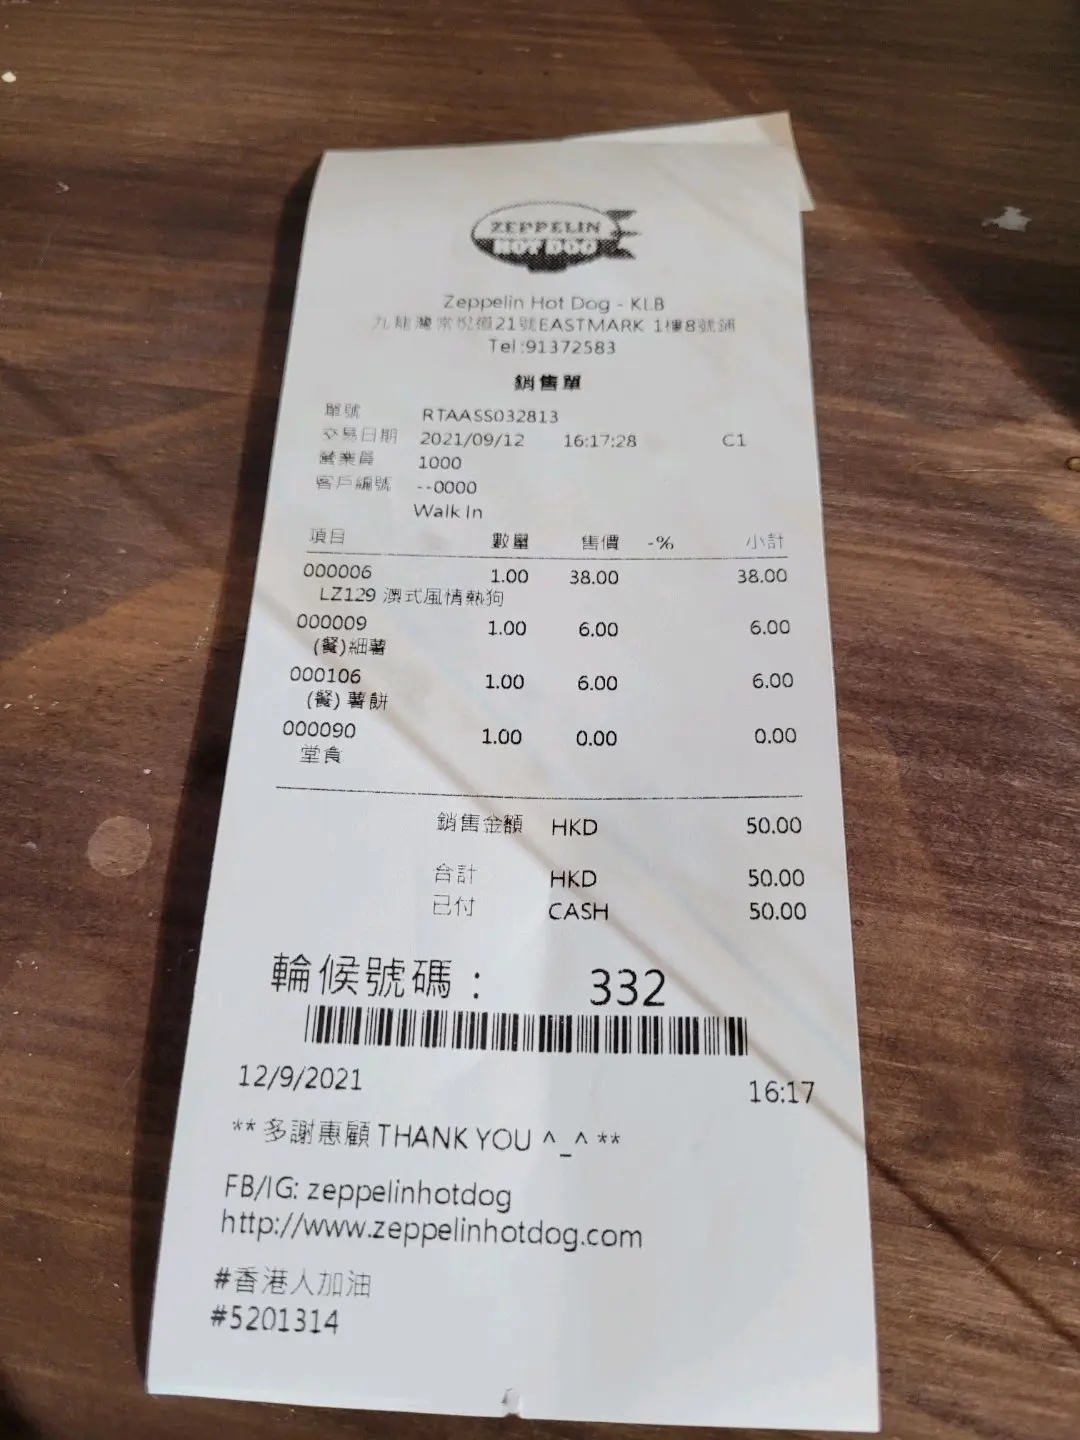 ZEPPELIN
HOT DOG
Zeppelin Hot Dog - KLB
九龍灣常悅道21號EASTMARK 1樓8號鋪
Tel:91372583
銷售單
單號 RTAASS032813
交易日期 2021/09/12 16:17:28 C1
營業員 1000
客戶編號 --0000
Walk In
項目 數量 售價 -% 小計
000006 1.00 38.00 38.00
LZ129 澳式風情熱狗
000009 1.00 6.00 6.00
(餐)細薯
000106 1.00 6.00 6.00
(餐) 薯餅
000090 1.00 0.00 0.00
堂食
銷售金額 HKD 50.00
合計 HKD 50.00
已付 CASH 50.00
輪候號碼： 332
12/9/2021 16:17
** 多謝惠顧 THANK YOU ^_^ **
FB/IG: zeppelinhotdog
http://www.zeppelinhotdog.com
#香港人加油
#5201314